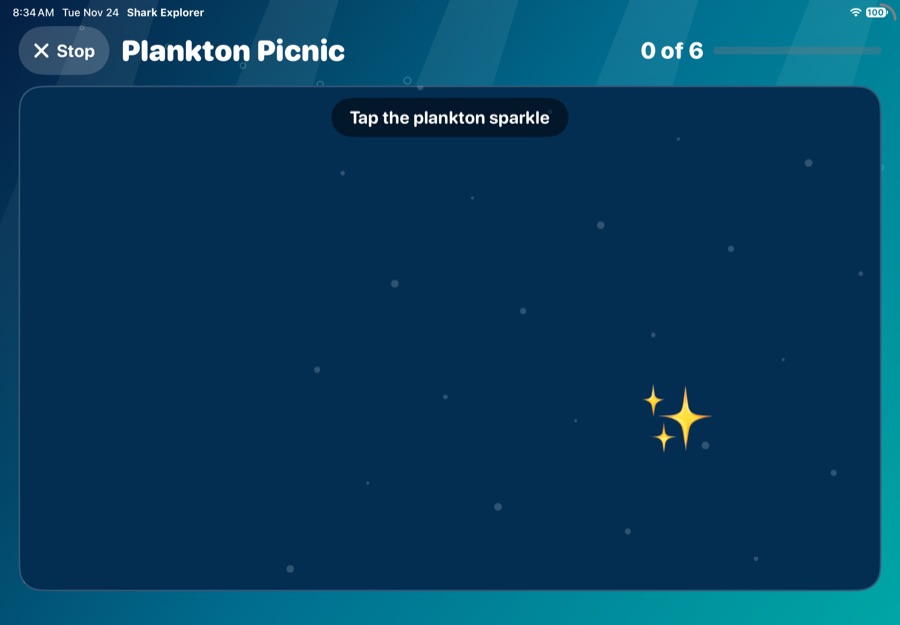 8:34 AM Tue Nov 24 Shark Explorer
100
Stop
Plankton Picnic
0 of 6
Tap the plankton sparkle